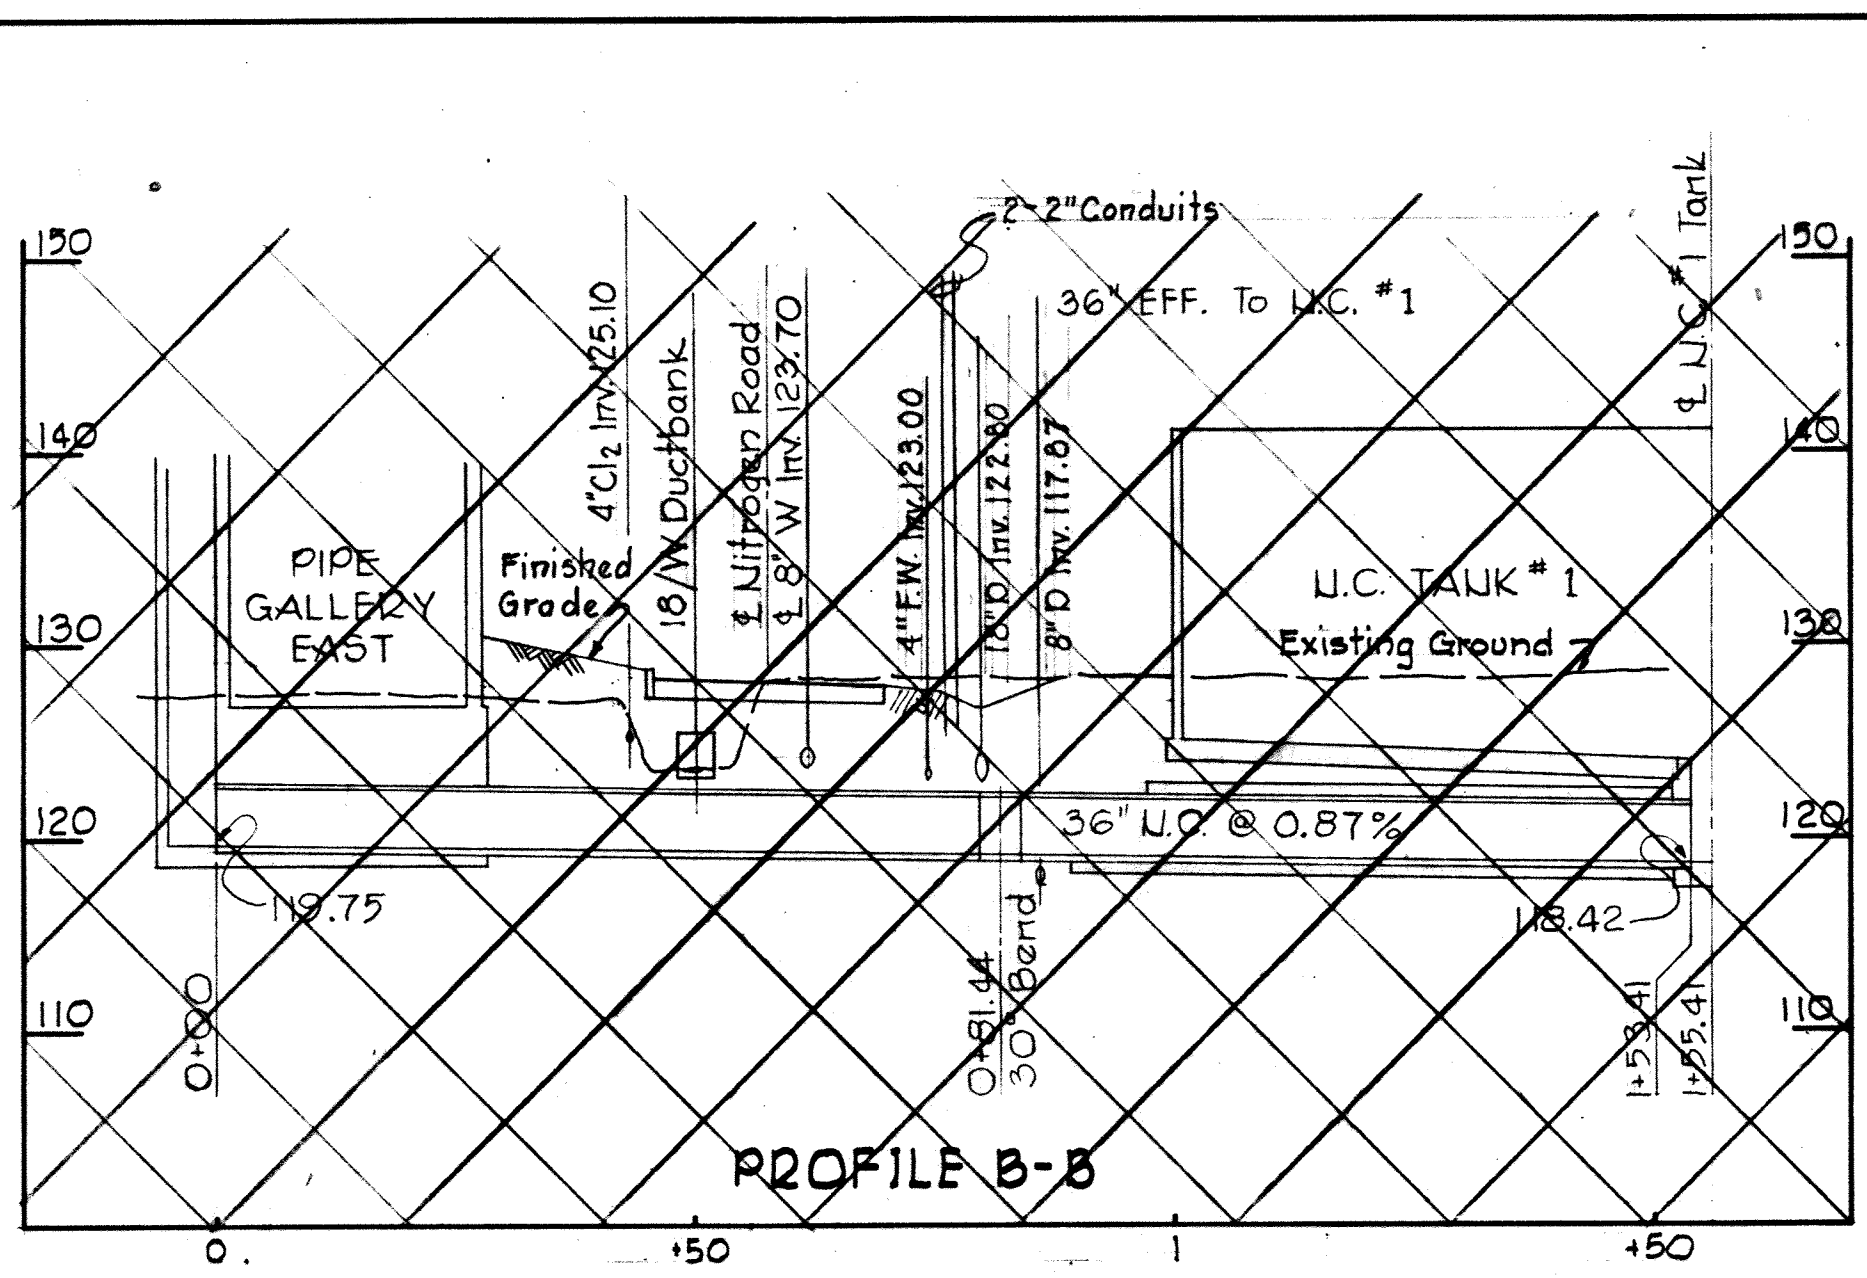 2-2"Conduits
36" EFF. To N.C. #1
℄ N.C. #1 Tank
150
150
140
140
130
130
120
120
110
110
4"Cl2 Inv. 125.10
18/W Ductbank
℄ Nitrogen Road
℄ 8" W Inv. 123.70
4" F.W. Inv. 123.00
18" D Inv. 122.80
8" D Inv. 117.87
PIPE
GALLERY
EAST
Finished
Grade
N.C. TANK #1
Existing Ground
36" N.C. @ 0.87%
119.75
118.42
0+00
0+81.44
30° Bend
1+53.41
1+55.41
PROFILE B-B
0
+50
1
+50